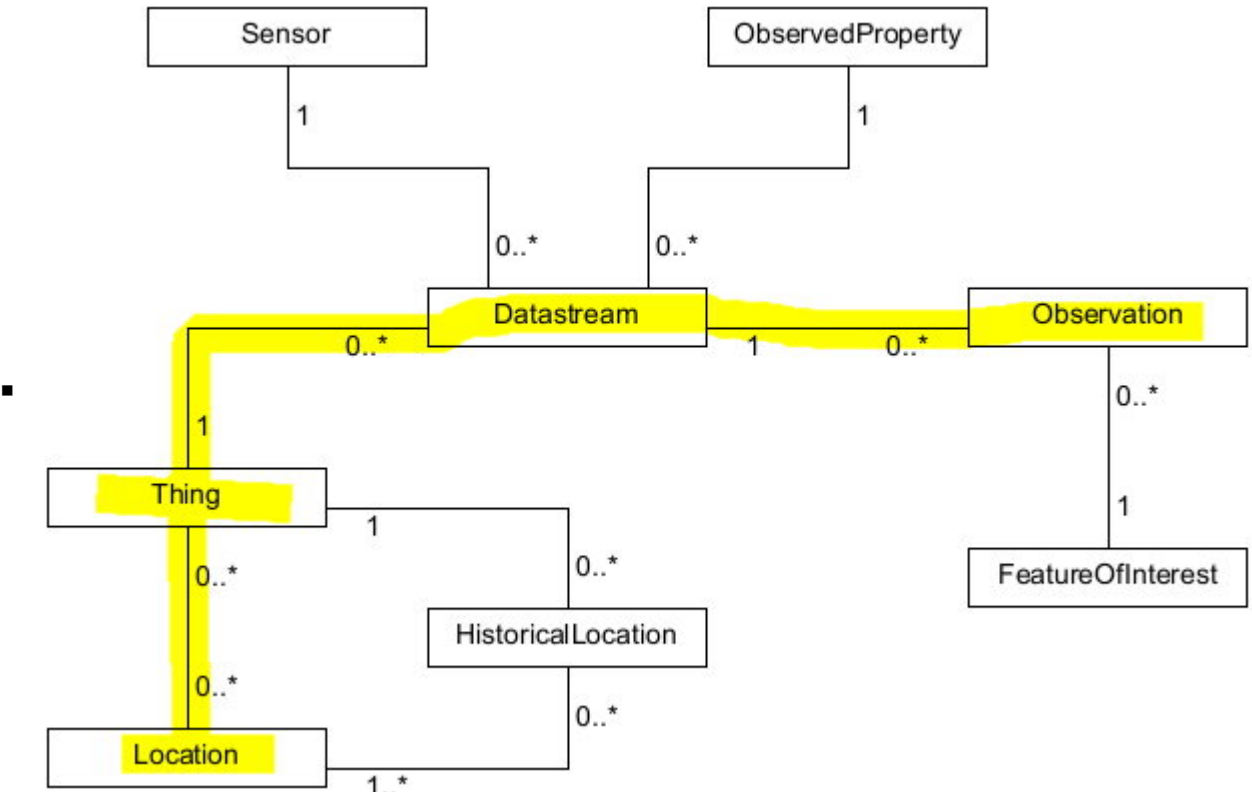 Sensor
ObservedProperty
1
1
0..*
0..*
Datastream
Observation
0..*
1
0..*
0..*
1
Thing
1
1
0..*
0..*
FeatureOfInterest
HistoricalLocation
0..*
0..*
Location
1..*